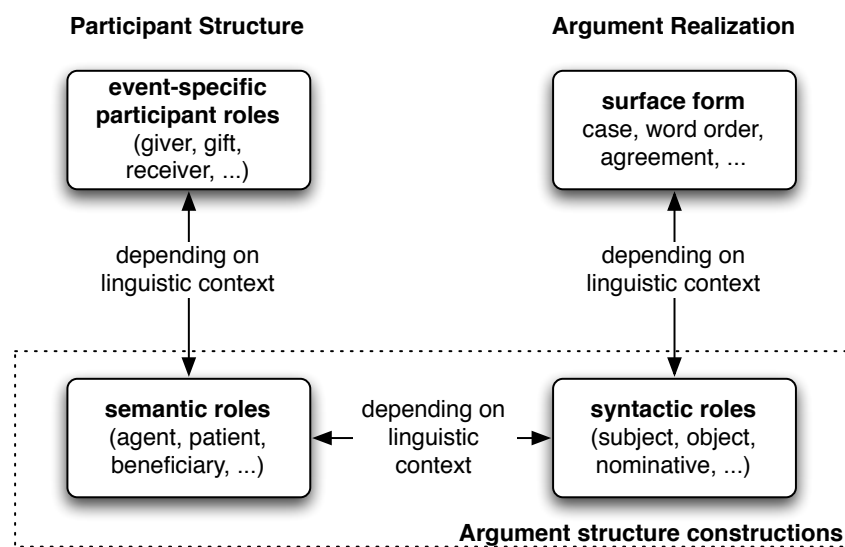 Participant Structure
Argument Realization
event-specific
participant roles
(giver, gift,
receiver, ...)
surface form
case, word order,
agreement, ...
depending on
linguistic context
depending on
linguistic context
semantic roles
(agent, patient,
beneficiary, ...)
depending on
linguistic
context
syntactic roles
(subject, object,
nominative, ...)
Argument structure constructions